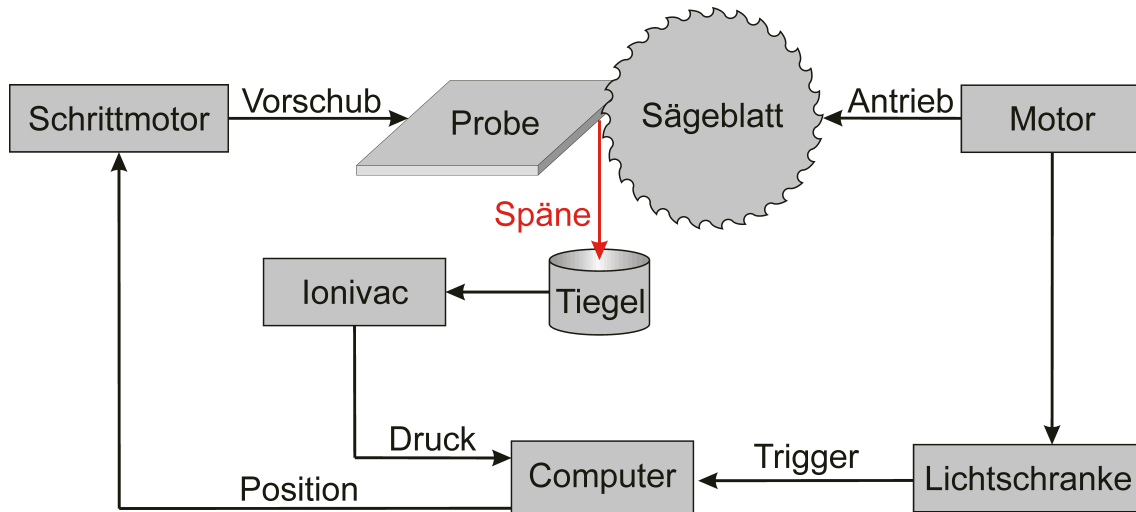 Schrittmotor
Vorschub
Probe
Sägeblatt
Antrieb
Motor
Späne
Ionivac
Tiegel
Druck
Computer
Trigger
Lichtschranke
Position